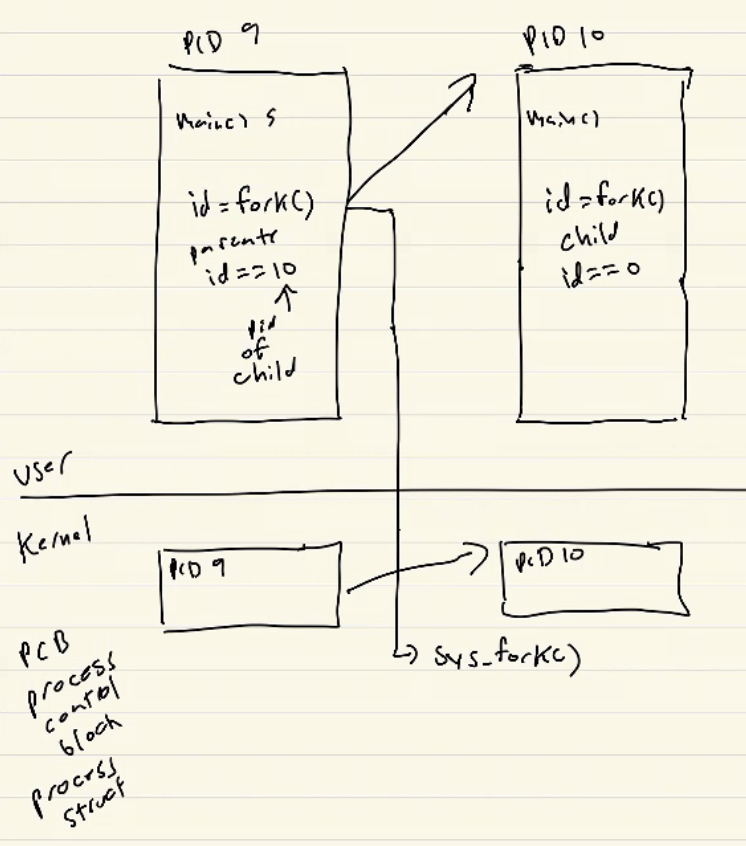 PID 9
main() {
id=fork()
parent
id==10
↑
pid
of
child
PID 10
main()
id=fork()
child
id==0
user
Kernel
PID 9
PID 10
sys_fork()
PCB
process
control
block
process
struct